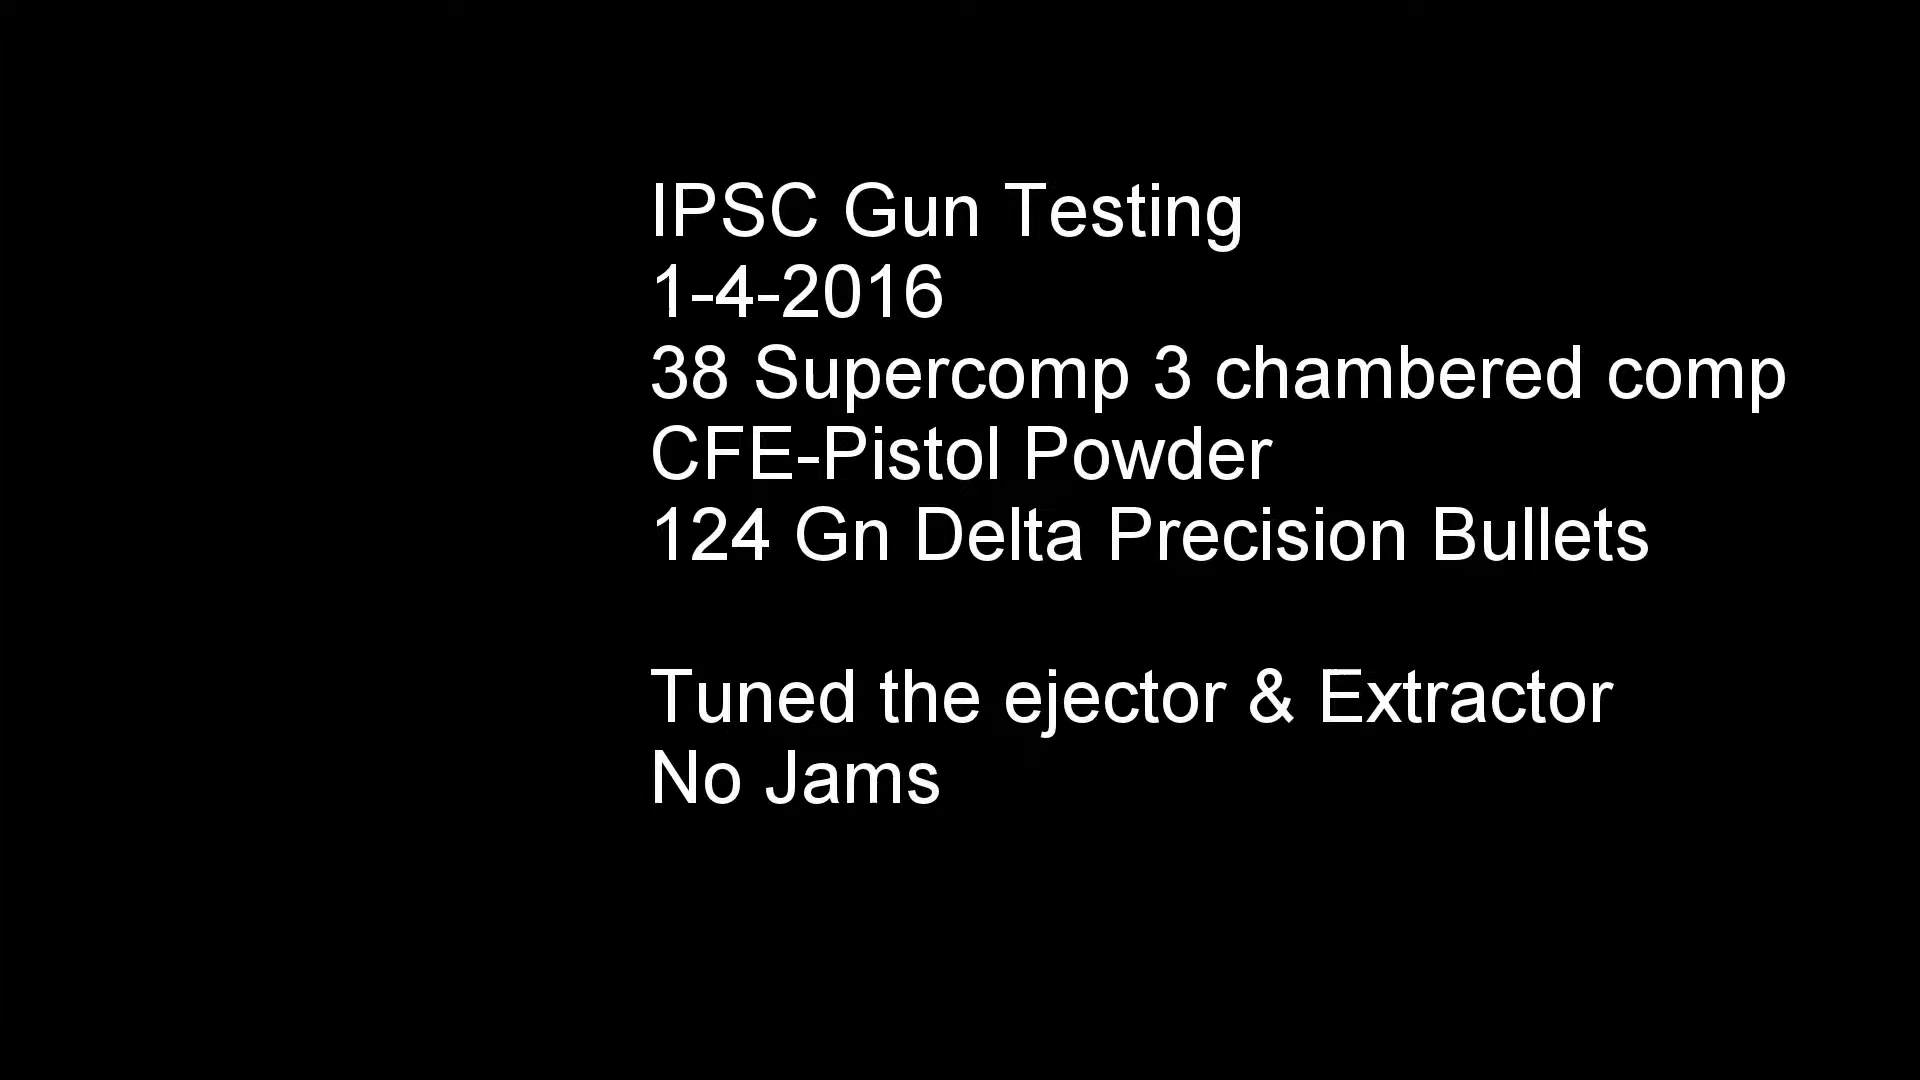 IPSC Gun Testing
1-4-2016
38 Supercomp 3 chambered comp
CFE-Pistol Powder
124 Gn Delta Precision Bullets
Tuned the ejector & Extractor
No Jams